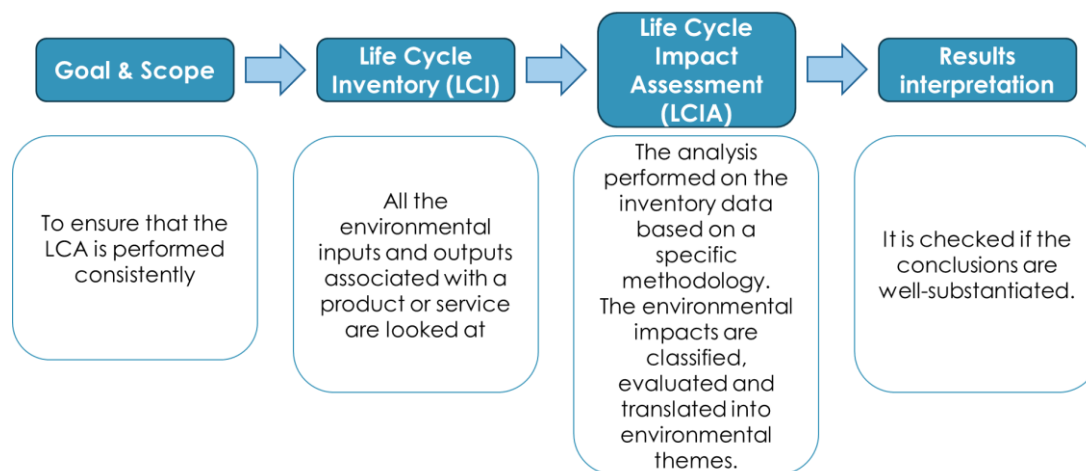 Goal & Scope
Life Cycle
Inventory (LCI)
Life Cycle
Impact
Assessment
(LCIA)
Results
interpretation
To ensure that the
LCA is performed
consistently
All the
environmental
inputs and outputs
associated with a
product or service
are looked at
The analysis
performed on the
inventory data
based on a
specific
methodology.
The environmental
impacts are
classified,
evaluated and
translated into
environmental
themes.
It is checked if the
conclusions are
well-substantiated.